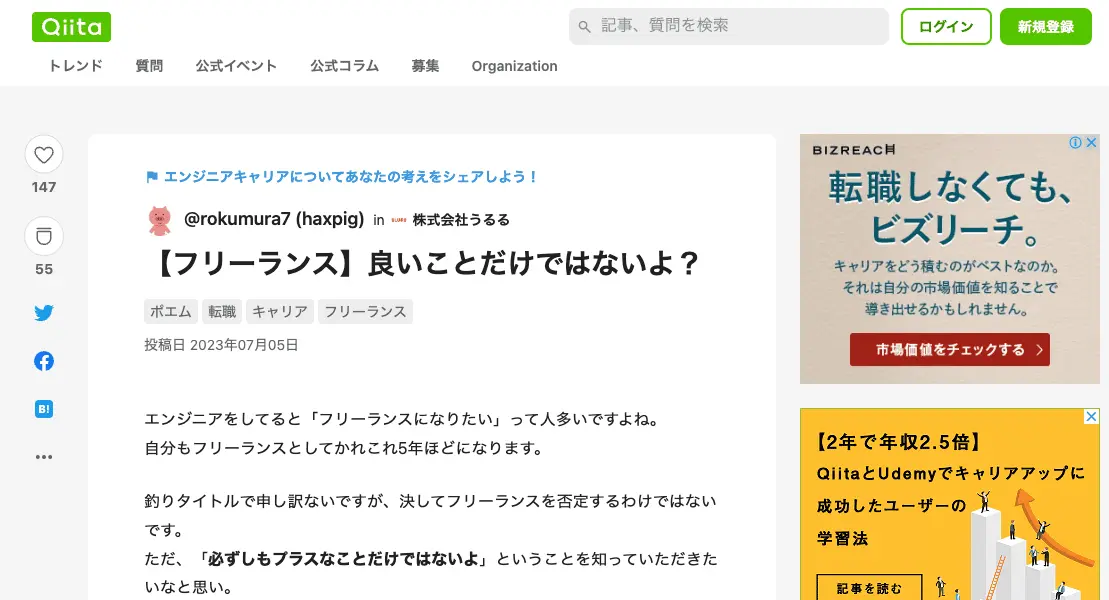 Qiita
記事、質問を検索
ログイン
新規登録
トレンド 質問 公式イベント 公式コラム 募集 Organization
147
55
B!
エンジニアキャリアについてあなたの考えをシェアしよう！
@rokumura7 (haxpig) in 株式会社うるる
【フリーランス】良いことだけではないよ？
ポエム 転職 キャリア フリーランス
投稿日 2023年07月05日
エンジニアをしてると「フリーランスになりたい」って人多いですよね。
自分もフリーランスとしてかれこれ5年ほどになります。
釣りタイトルで申し訳ないですが、決してフリーランスを否定するわけではない
です。
ただ、「必ずしもプラスなことだけではないよ」ということを知っていただきた
いなと思い。
BIZREACH
転職しなくても、
ビズリーチ。
キャリアをどう積むのがベストなのか。
それは自分の市場価値を知ることで
導き出せるかもしれません。
市場価値をチェックする
【2年で年収2.5倍】
QiitaとUdemyでキャリアアップに
成功したユーザーの
学習法
記事を読む